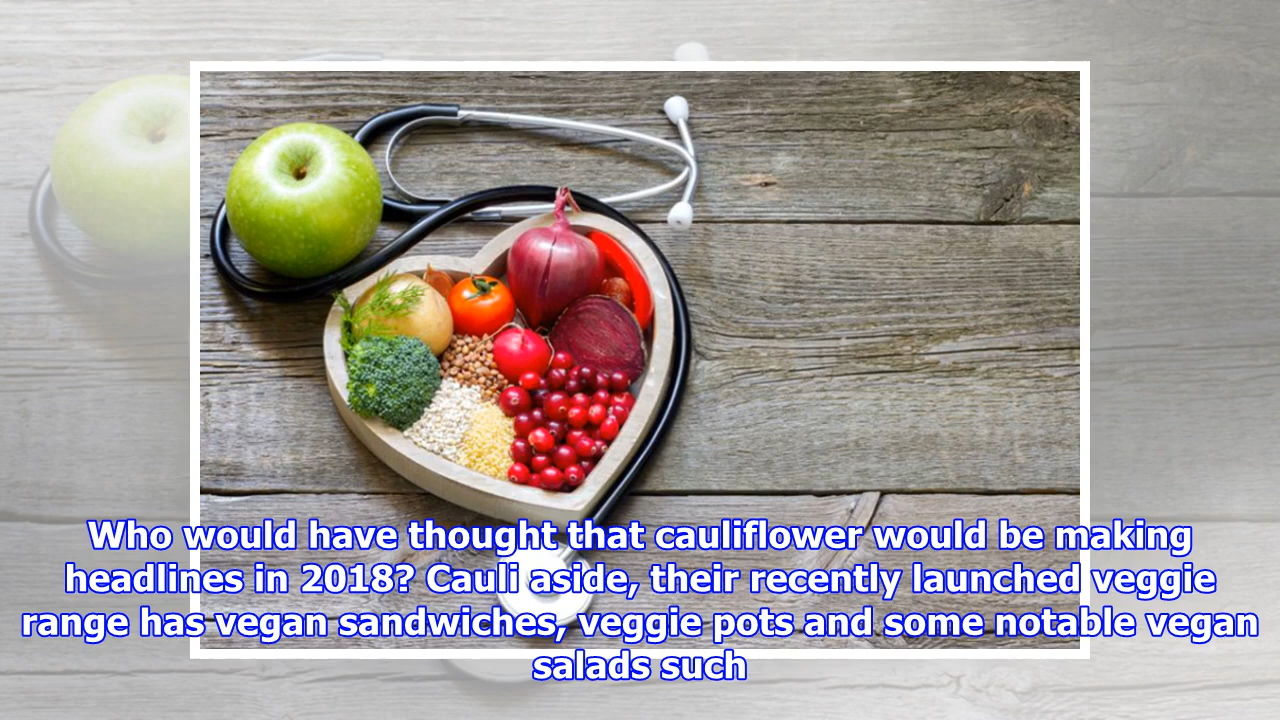 Who would have thought that cauliflower would be making
headlines in 2018? Cauli aside, their recently launched veggie
range has vegan sandwiches, veggie pots and some notable vegan
salads such